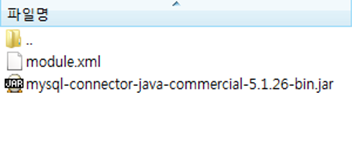 파일명
..
module.xml
mysql-connector-java-commercial-5.1.26-bin.jar